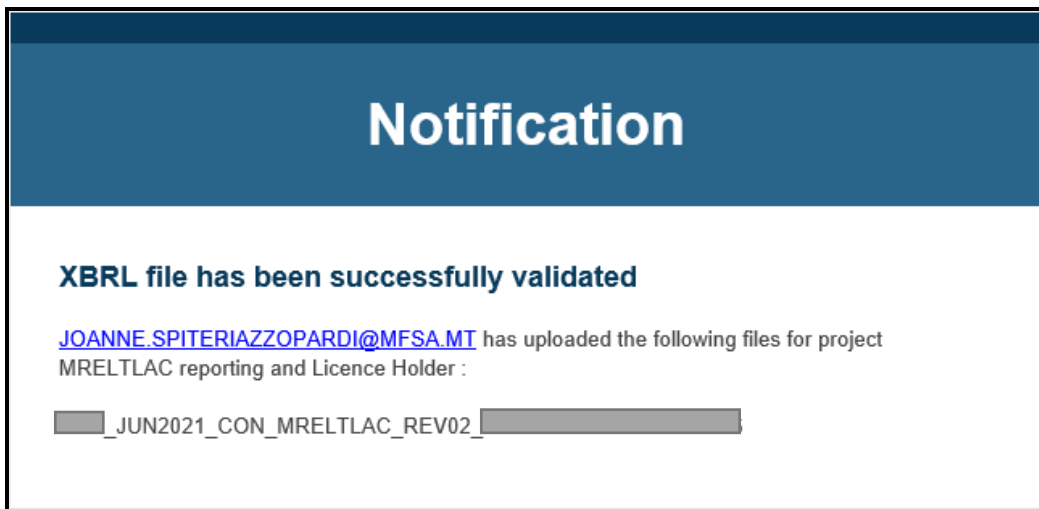 Notification
XBRL file has been successfully validated
JOANNE.SPITERIAZZOPARDI@MFSA.MT has uploaded the following files for project
MRELTLAC reporting and Licence Holder :
_JUN2021_CON_MRELTLAC_REV02_